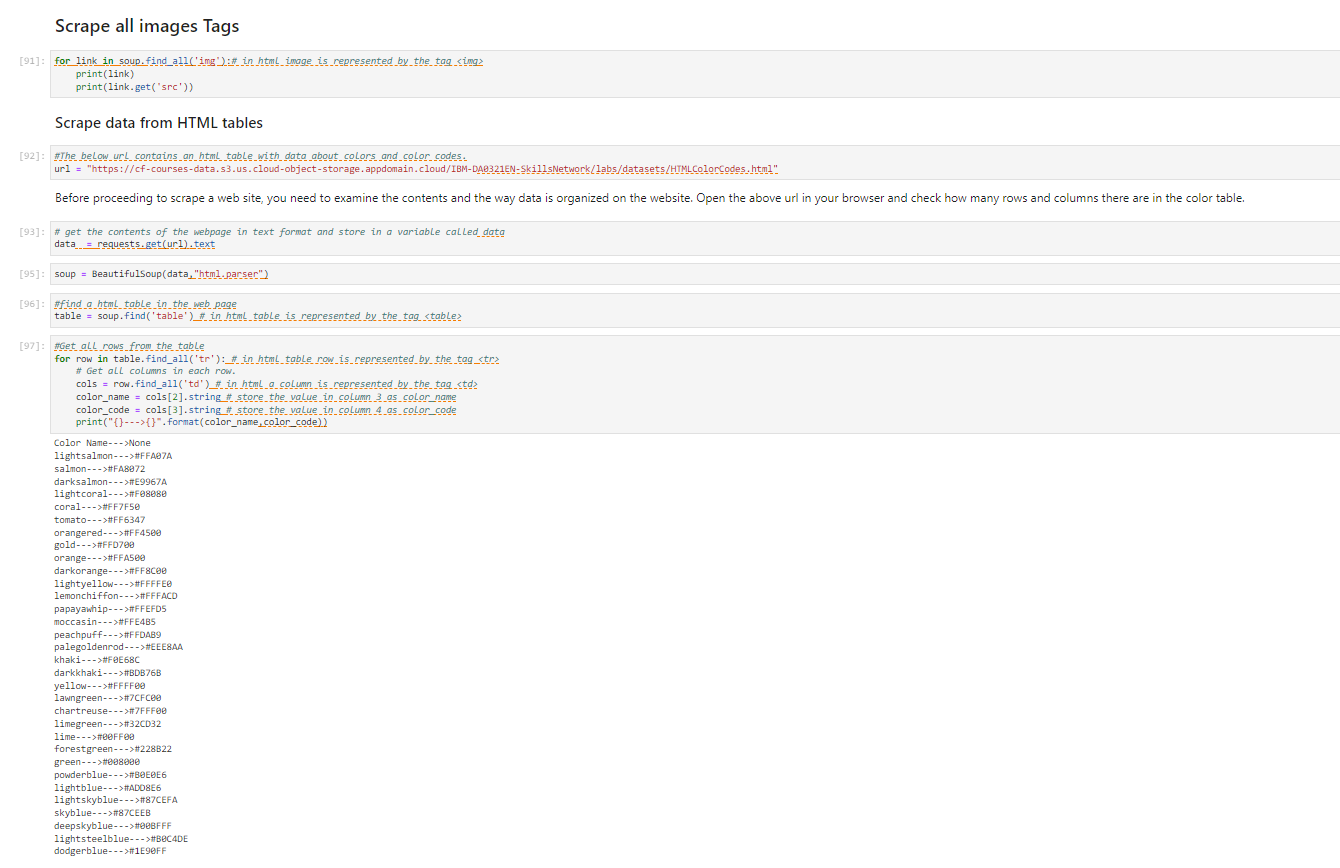 Scrape all images Tags
[91]: for link in soup.find_all('img'):# in html image is represented by the tag <img>
print(link)
print(link.get('src'))
Scrape data from HTML tables
[92]: #The below url contains an html table with data about colors and color codes.
url = "https://cf-courses-data.s3.us.cloud-object-storage.appdomain.cloud/IBM-DA0321EN-SkillsNetwork/labs/datasets/HTMLColorCodes.html"
Before proceeding to scrape a web site, you need to examine the contents and the way data is organized on the website. Open the above url in your browser and check how many rows and columns there are in the color table.
[93]: # get the contents of the webpage in text format and store in a variable called data
data  = requests.get(url).text
[95]: soup = BeautifulSoup(data,"html.parser")
[96]: #find a html table in the web page
table = soup.find('table') # in html table is represented by the tag <table>
[97]: #Get all rows from the table
for row in table.find_all('tr'): # in html table row is represented by the tag <tr>
# Get all columns in each row.
cols = row.find_all('td') # in html a column is represented by the tag <td>
color_name = cols[2].string # store the value in column 3 as color_name
color_code = cols[3].string # store the value in column 4 as color_code
print("{}--->{}".format(color_name,color_code))
Color Name--->None
lightsalmon--->#FFA07A
salmon--->#FA8072
darksalmon--->#E9967A
lightcoral--->#F08080
coral--->#FF7F50
tomato--->#FF6347
orangered--->#FF4500
gold--->#FFD700
orange--->#FFA500
darkorange--->#FF8C00
lightyellow--->#FFFFE0
lemonchiffon--->#FFFACD
papayawhip--->#FFEFD5
moccasin--->#FFE4B5
peachpuff--->#FFDAB9
palegoldenrod--->#EEE8AA
khaki--->#F0E68C
darkkhaki--->#BDB76B
yellow--->#FFFF00
lawngreen--->#7CFC00
chartreuse--->#7FFF00
limegreen--->#32CD32
lime--->#00FF00
forestgreen--->#228B22
green--->#008000
powderblue--->#B0E0E6
lightblue--->#ADD8E6
lightskyblue--->#87CEFA
skyblue--->#87CEEB
deepskyblue--->#00BFFF
lightsteelblue--->#B0C4DE
dodgerblue--->#1E90FF